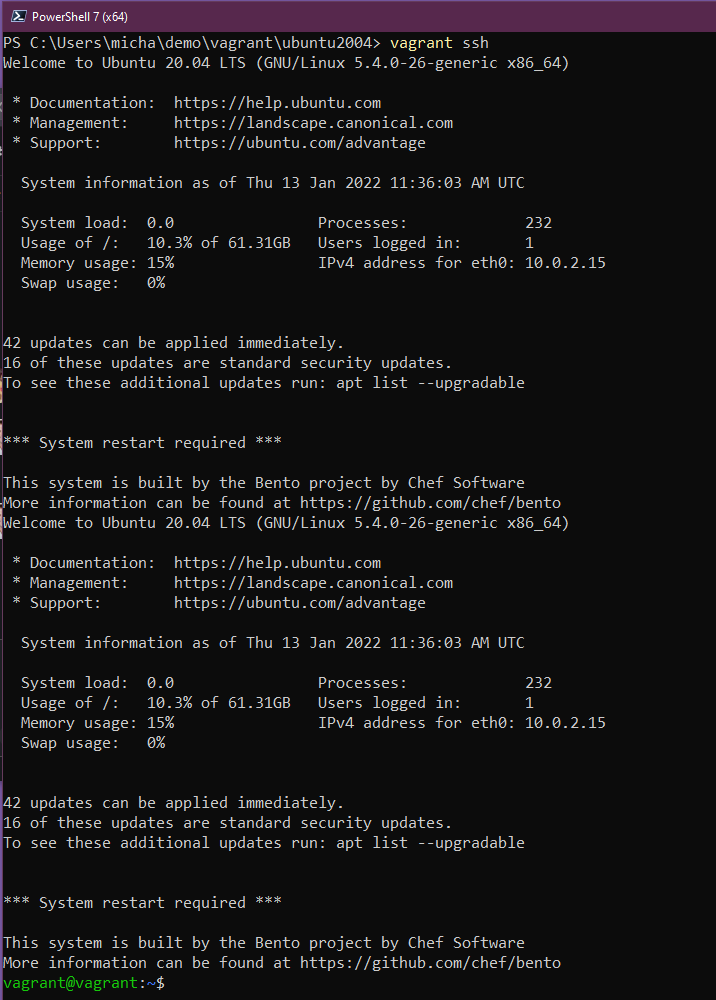 PowerShell 7 (x64)
PS C:\Users\micha\demo\vagrant\ubuntu2004> vagrant ssh
Welcome to Ubuntu 20.04 LTS (GNU/Linux 5.4.0-26-generic x86_64)
* Documentation:  https://help.ubuntu.com
* Management:     https://landscape.canonical.com
* Support:        https://ubuntu.com/advantage
System information as of Thu 13 Jan 2022 11:36:03 AM UTC
System load:  0.0                Processes:             232
Usage of /:   10.3% of 61.31GB   Users logged in:       1
Memory usage: 15%                IPv4 address for eth0: 10.0.2.15
Swap usage:   0%
42 updates can be applied immediately.
16 of these updates are standard security updates.
To see these additional updates run: apt list --upgradable
*** System restart required ***
This system is built by the Bento project by Chef Software
More information can be found at https://github.com/chef/bento
Welcome to Ubuntu 20.04 LTS (GNU/Linux 5.4.0-26-generic x86_64)
* Documentation:  https://help.ubuntu.com
* Management:     https://landscape.canonical.com
* Support:        https://ubuntu.com/advantage
System information as of Thu 13 Jan 2022 11:36:03 AM UTC
System load:  0.0                Processes:             232
Usage of /:   10.3% of 61.31GB   Users logged in:       1
Memory usage: 15%                IPv4 address for eth0: 10.0.2.15
Swap usage:   0%
42 updates can be applied immediately.
16 of these updates are standard security updates.
To see these additional updates run: apt list --upgradable
*** System restart required ***
This system is built by the Bento project by Chef Software
More information can be found at https://github.com/chef/bento
vagrant@vagrant:~$